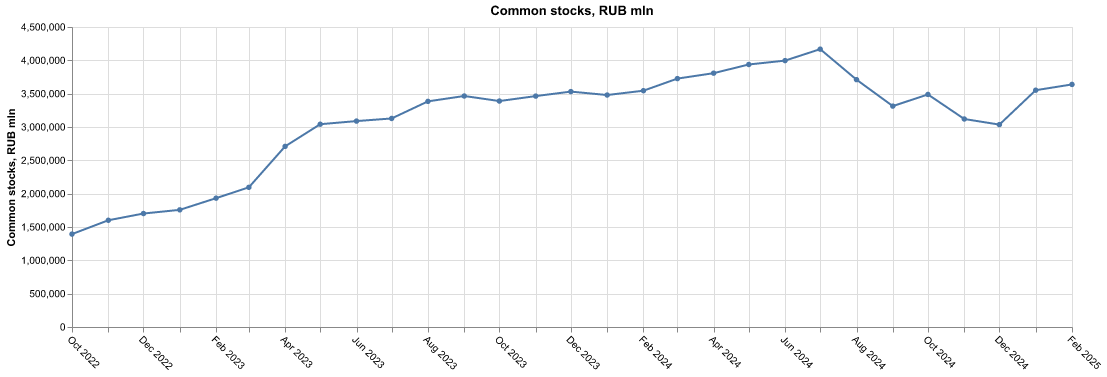 Common stocks, RUB mln
Common stocks, RUB mln
4,500,000
4,000,000
3,500,000
3,000,000
2,500,000
2,000,000
1,500,000
1,000,000
500,000
0
Oct 2022
Dec 2022
Feb 2023
Apr 2023
Jun 2023
Aug 2023
Oct 2023
Dec 2023
Feb 2024
Apr 2024
Jun 2024
Aug 2024
Oct 2024
Dec 2024
Feb 2025